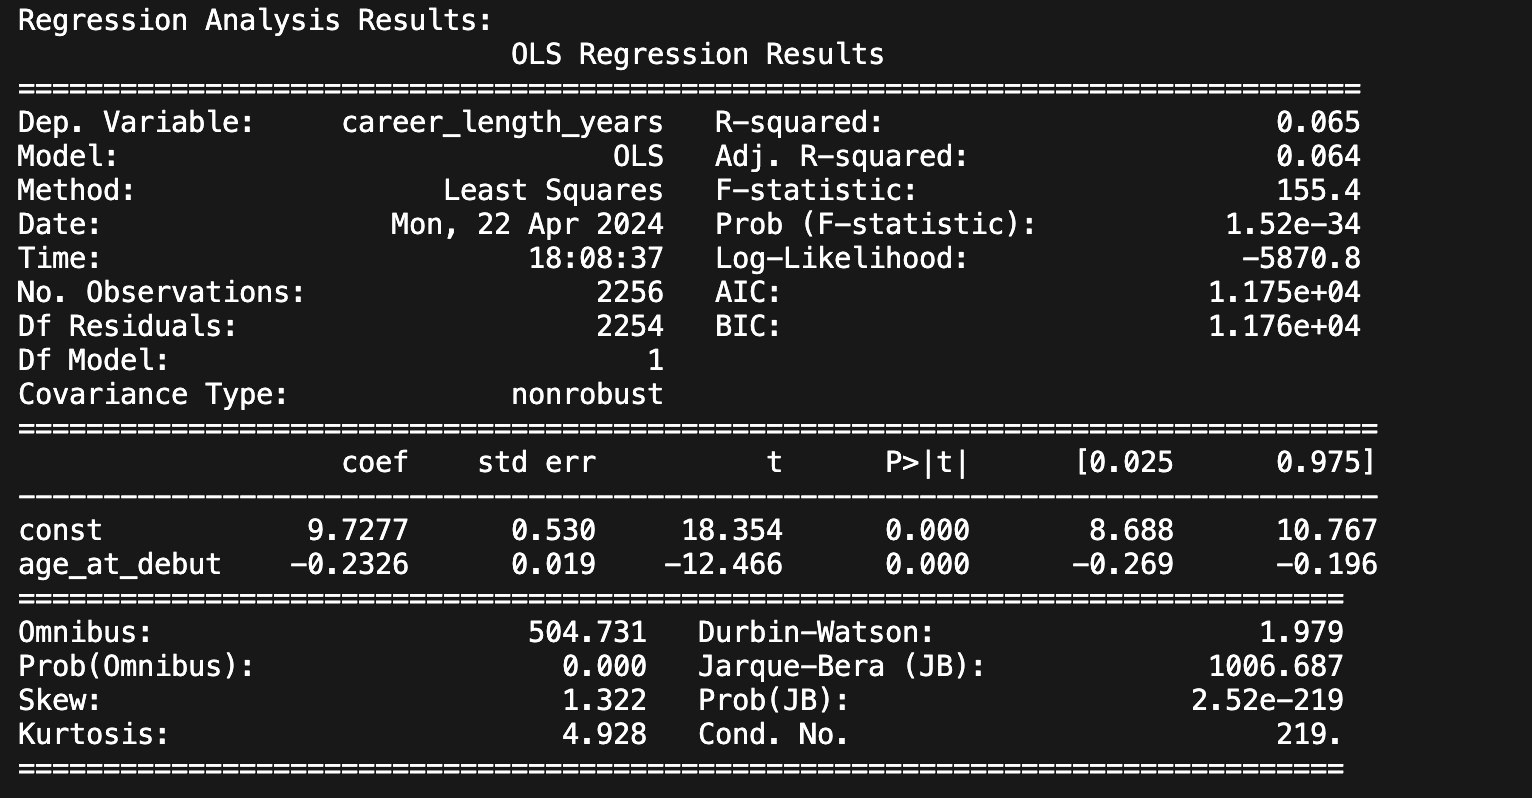 Regression Analysis Results:
OLS Regression Results
==============================================================================
Dep. Variable: career_length_years R-squared: 0.065
Model: OLS Adj. R-squared: 0.064
Method: Least Squares F-statistic: 155.4
Date: Mon, 22 Apr 2024 Prob (F-statistic): 1.52e-34
Time: 18:08:37 Log-Likelihood: -5870.8
No. Observations: 2256 AIC: 1.175e+04
Df Residuals: 2254 BIC: 1.176e+04
Df Model: 1
Covariance Type: nonrobust
================================================================================
coef std err t P>|t| [0.025 0.975]
--------------------------------------------------------------------------------
const 9.7277 0.530 18.354 0.000 8.688 10.767
age_at_debut -0.2326 0.019 -12.466 0.000 -0.269 -0.196
==============================================================================
Omnibus: 504.731 Durbin-Watson: 1.979
Prob(Omnibus): 0.000 Jarque-Bera (JB): 1006.687
Skew: 1.322 Prob(JB): 2.52e-219
Kurtosis: 4.928 Cond. No. 219.
==============================================================================